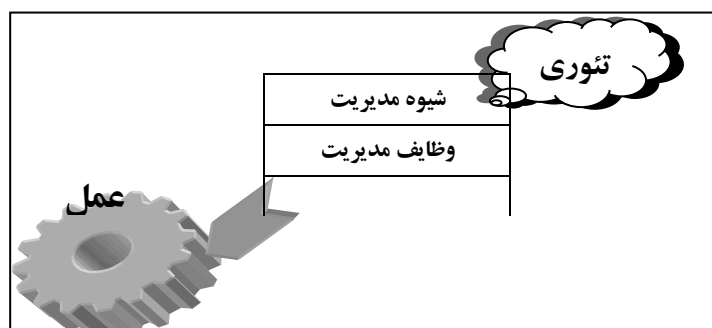 تئوری
شیوه مدیریت
وظایف مدیریت
عمل